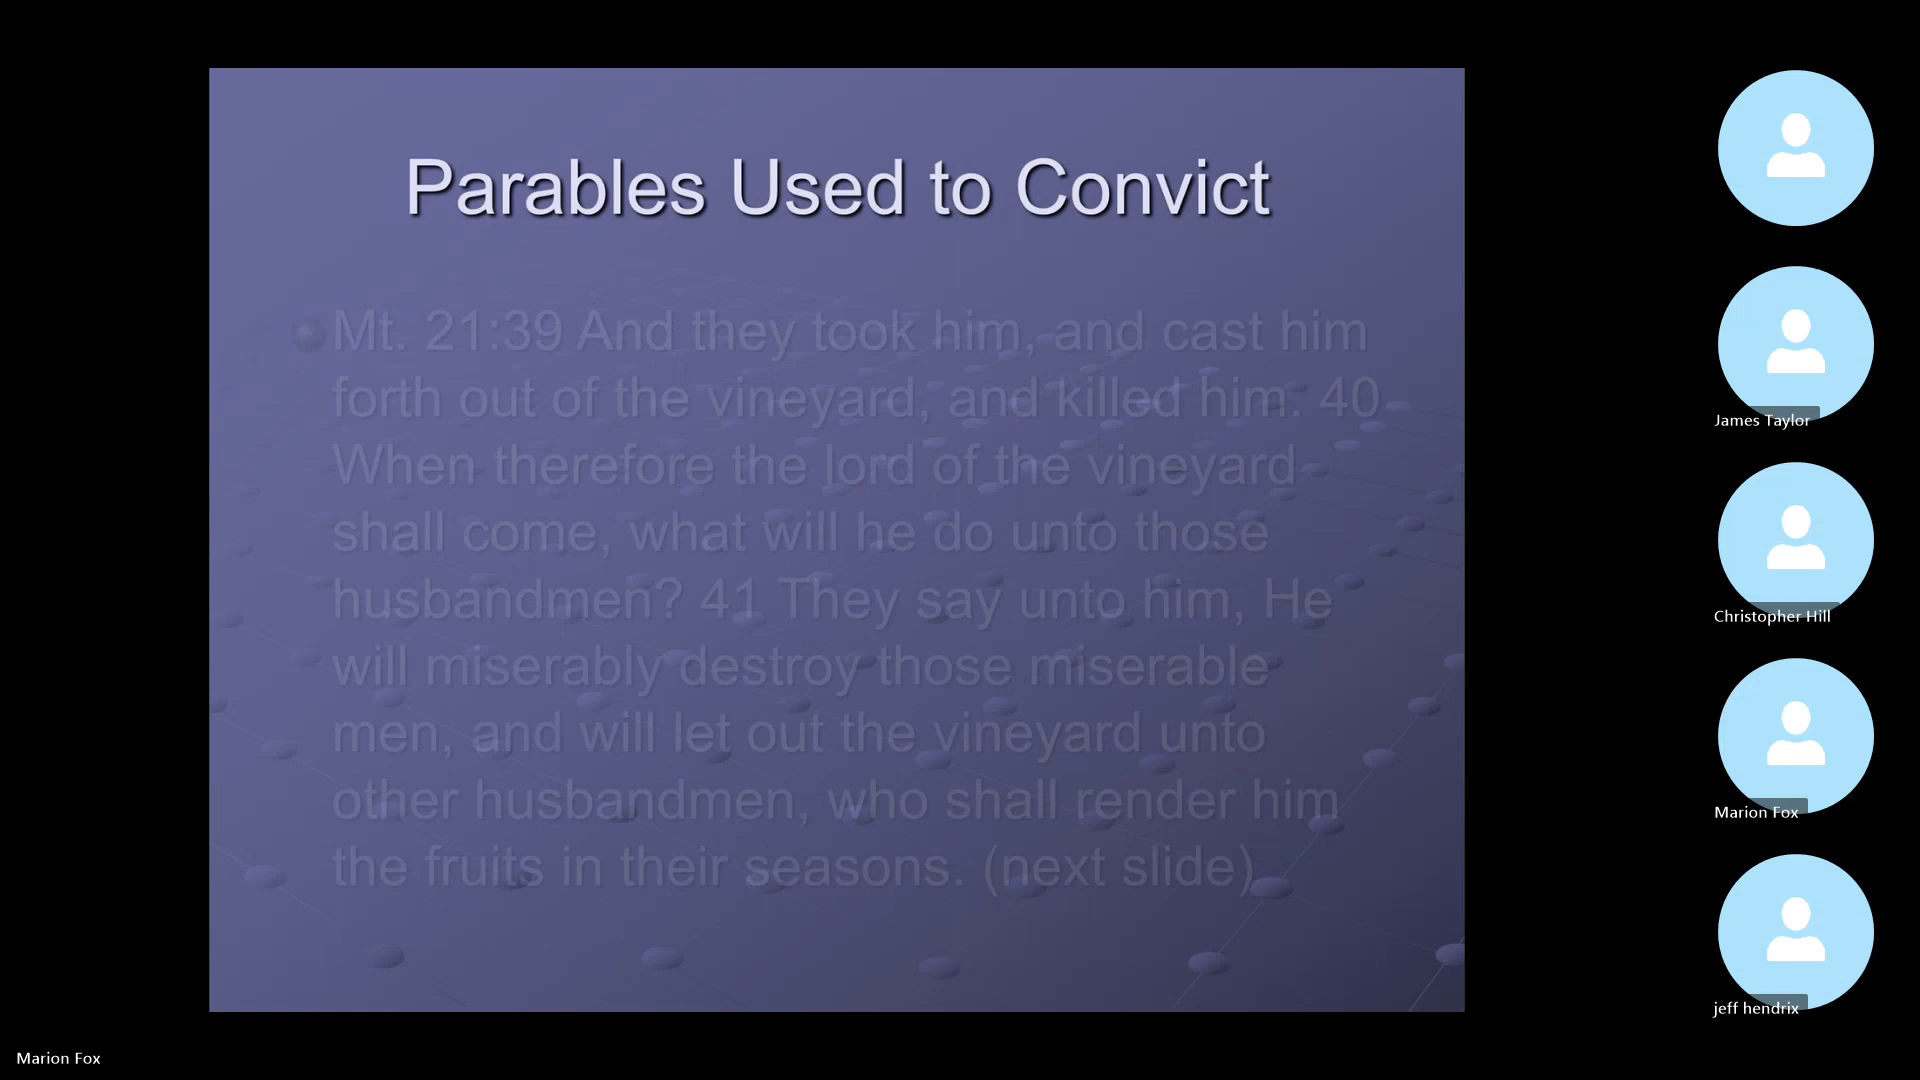 Parables Used to Convict
Mt. 21:39 And they took him, and cast him
forth out of the vineyard, and killed him. 40
When therefore the lord of the vineyard
shall come, what will he do unto those
husbandmen? 41 They say unto him, He
will miserably destroy those miserable
men, and will let out the vineyard unto
other husbandmen, who shall render him
the fruits in their seasons. (next slide)
James Taylor
Christopher Hill
Marion Fox
jeff hendrix
Marion Fox